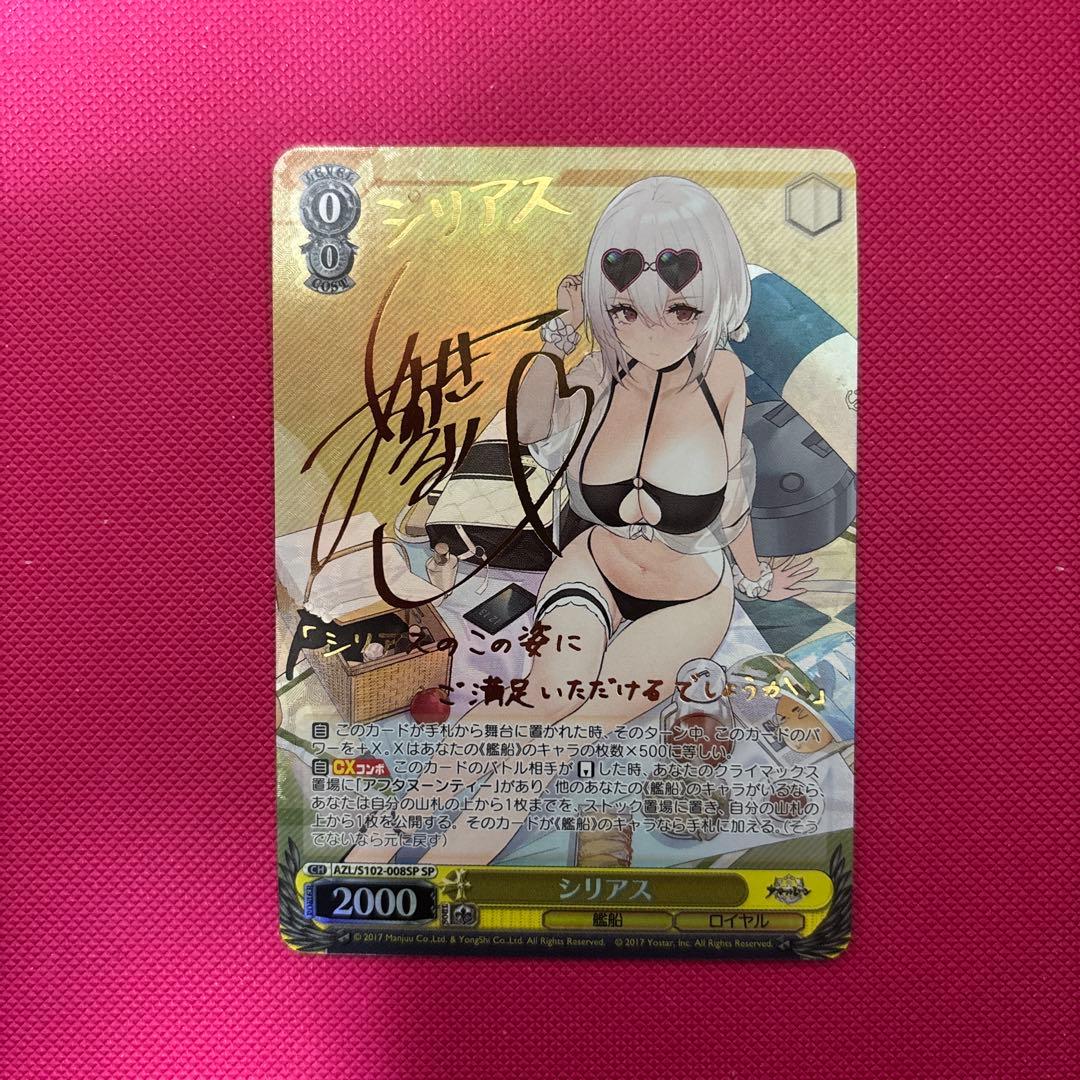 LEVEL
0
0
COST
シリアス
「シリアスのこの姿に
ご満足いただけるでしょうか。」
自 このカードが手札から舞台に置かれた時、そのターン中、このカードのパ
ワーを＋X。Xはあなたの《艦船》のキャラの枚数×500に等しい。
自 CXコンボ このカードのバトル相手がした時、あなたのクライマックス
置場に「アフタヌーンティー」があり、他のあなたの《艦船》のキャラがいるなら、
あなたは自分の山札の上から1枚までを、ストック置場に置き、自分の山札の
上から1枚を公開する。そのカードが《艦船》のキャラなら手札に加える。（そう
でないなら元に戻す）
CH AZL/S102-008SP SP
POWER 2000 SOUL シリアス
艦船 ロイヤル
© 2017 Manjuu Co.,Ltd. & YongShi Co.,Ltd. All Rights Reserved. © 2017 Yostar, Inc. All Rights Reserved.